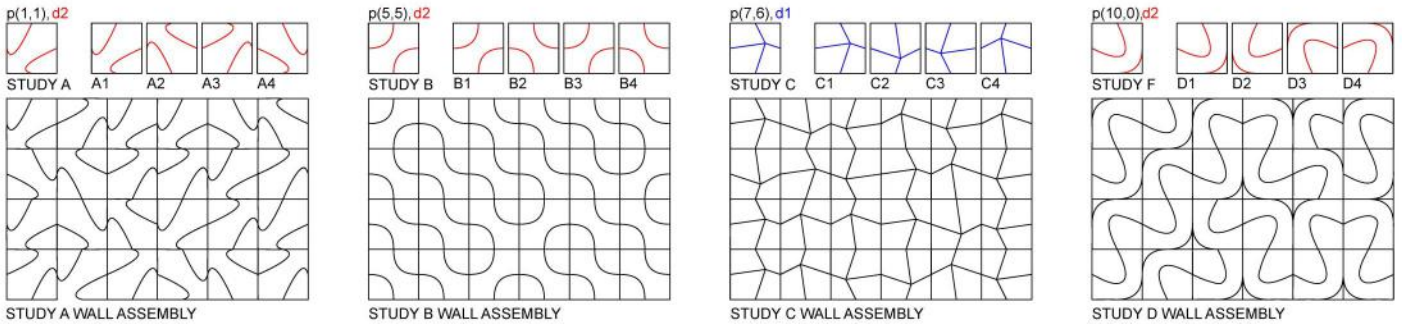 p(1,1), d2
STUDY A
A1 A2 A3 A4
STUDY A WALL ASSEMBLY
p(5,5), d2
STUDY B
B1 B2 B3 B4
STUDY B WALL ASSEMBLY
p(7,6), d1
STUDY C
C1 C2 C3 C4
STUDY C WALL ASSEMBLY
p(10,0), d2
STUDY F
D1 D2 D3 D4
STUDY D WALL ASSEMBLY